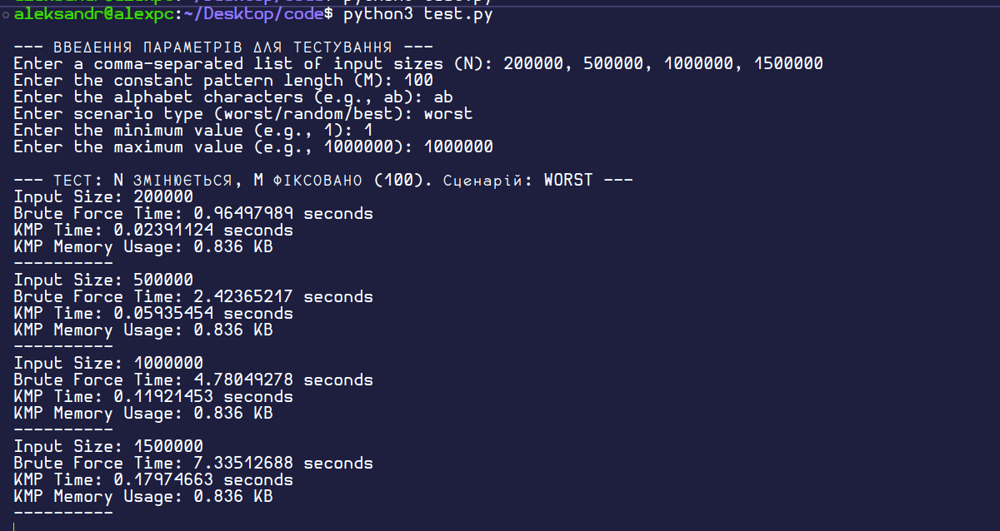 aleksandr@alexpc:~/Desktop/code$ python3 test.py
--- ВВЕДЕННЯ ПАРАМЕТРІВ ДЛЯ ТЕСТУВАННЯ ---
Enter a comma-separated list of input sizes (N): 200000, 500000, 1000000, 1500000
Enter the constant pattern length (M): 100
Enter the alphabet characters (e.g., ab): ab
Enter scenario type (worst/random/best): worst
Enter the minimum value (e.g., 1): 1
Enter the maximum value (e.g., 1000000): 1000000
--- ТЕСТ: N ЗМІНЮЄТЬСЯ, M ФІКСОВАНО (100). Сценарій: WORST ---
Input Size: 200000
Brute Force Time: 0.96497989 seconds
KMP Time: 0.02391124 seconds
KMP Memory Usage: 0.836 KB
----------
Input Size: 500000
Brute Force Time: 2.42365217 seconds
KMP Time: 0.05935454 seconds
KMP Memory Usage: 0.836 KB
----------
Input Size: 1000000
Brute Force Time: 4.78049278 seconds
KMP Time: 0.11921453 seconds
KMP Memory Usage: 0.836 KB
----------
Input Size: 1500000
Brute Force Time: 7.33512688 seconds
KMP Time: 0.17974663 seconds
KMP Memory Usage: 0.836 KB
----------